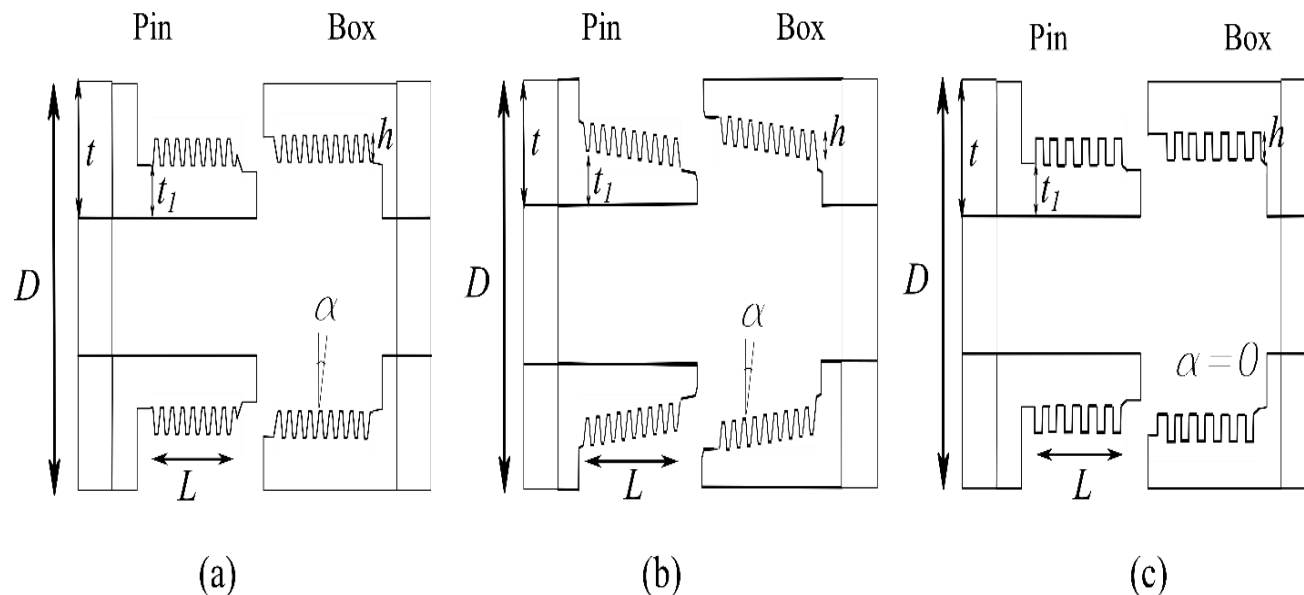 Pin Box
t
h
t1
D
α
L
(a)
Pin Box
t
h
t1
D
α
L
(b)
Pin Box
t
h
t1
D
α = 0
L
(c)